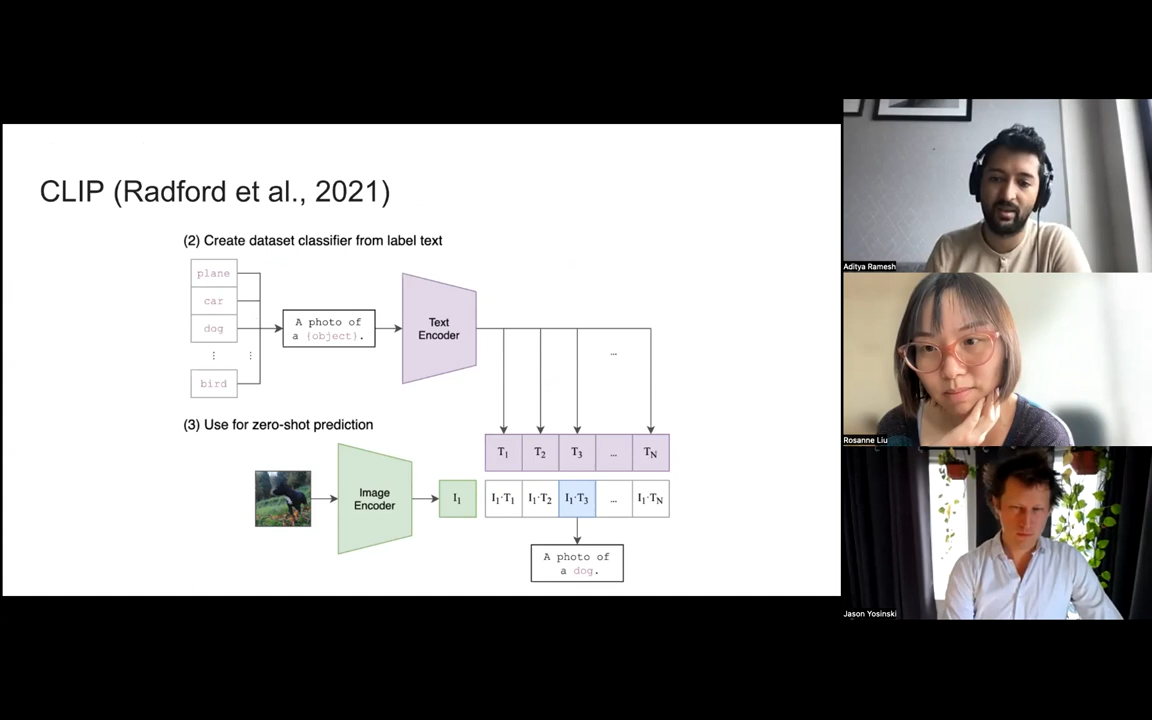 CLIP (Radford et al., 2021)
(2) Create dataset classifier from label text
plane
car
dog
⋮
⋮
bird
A photo of
a {object}.
Text
Encoder
...
(3) Use for zero-shot prediction
Image
Encoder
I₁
T₁ T₂ T₃ ... T_N
I₁·T₁ I₁·T₂ I₁·T₃ ... I₁·T_N
A photo of
a dog.
Aditya Ramesh
Rosanne Liu
Jason Yosinski